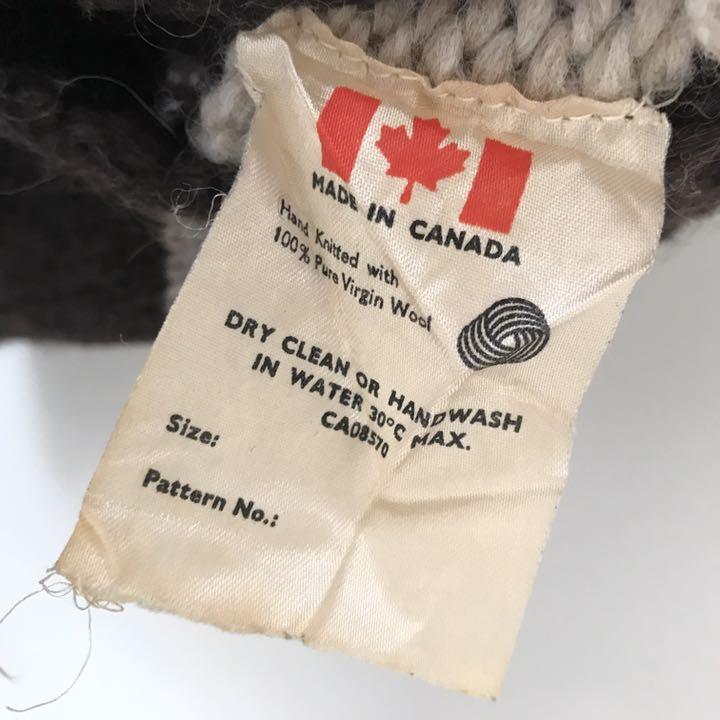 MADE IN CANADA
Hand Knitted with
100% Pure Virgin Wool
DRY CLEAN OR HANDWASH
IN WATER 30°C MAX.
CA08570
Size:
Pattern No.: